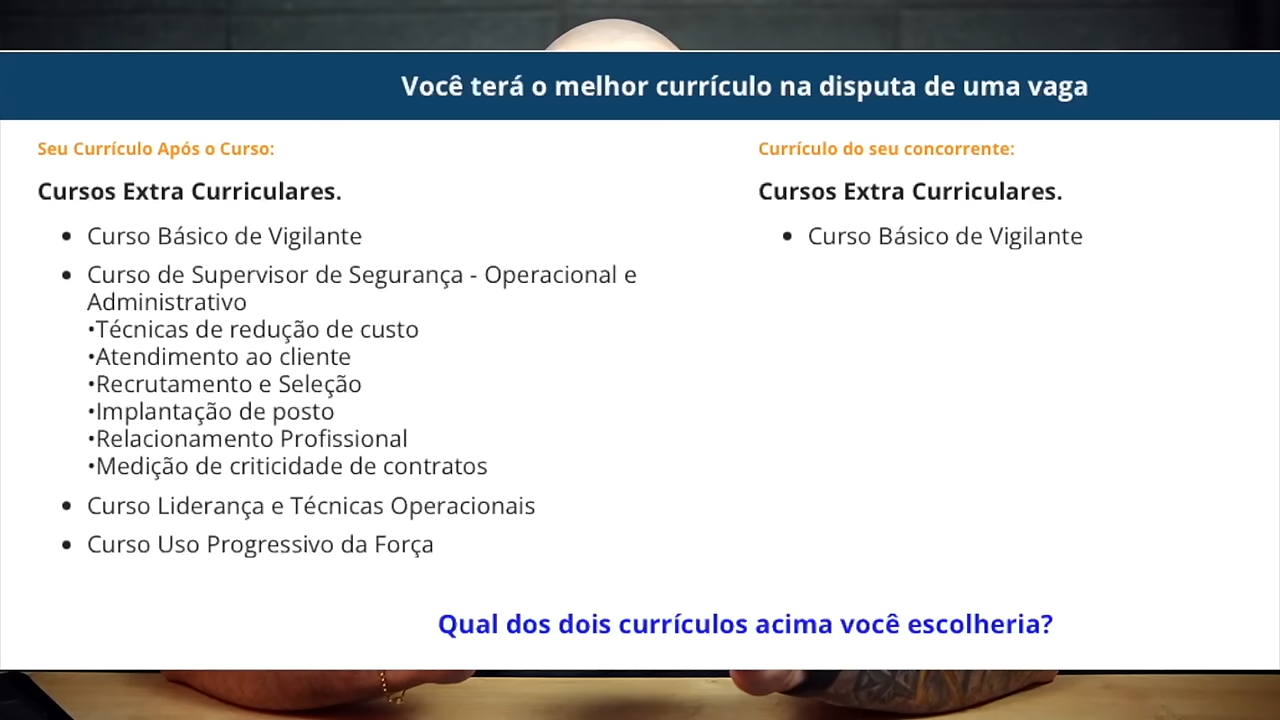 Você terá o melhor currículo na disputa de uma vaga
Seu Currículo Após o Curso:
Cursos Extra Curriculares.
• Curso Básico de Vigilante
• Curso de Supervisor de Segurança - Operacional e
Administrativo
•Técnicas de redução de custo
•Atendimento ao cliente
•Recrutamento e Seleção
•Implantação de posto
•Relacionamento Profissional
•Medição de criticidade de contratos
• Curso Liderança e Técnicas Operacionais
• Curso Uso Progressivo da Força
Currículo do seu concorrente:
Cursos Extra Curriculares.
• Curso Básico de Vigilante
Qual dos dois currículos acima você escolheria?